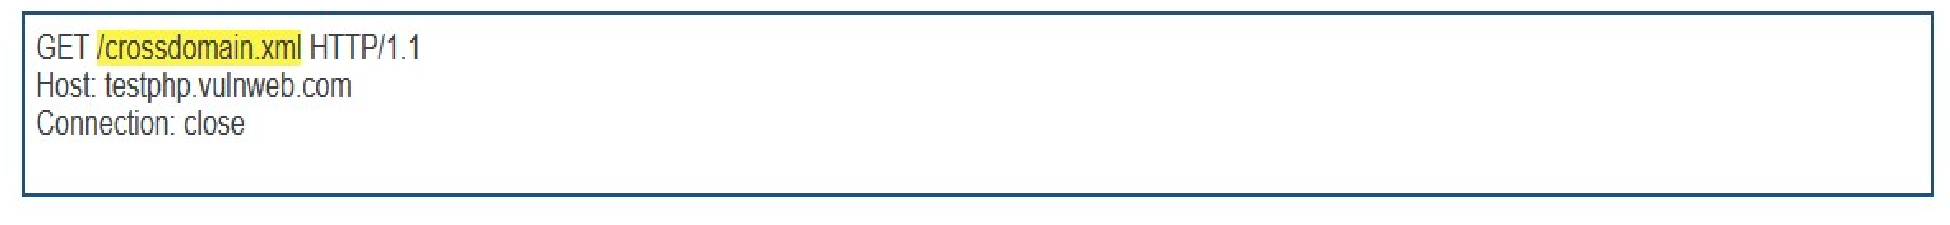 GET /crossdomain.xml HTTP/1.1
Host: testphp.vulnweb.com
Connection: close